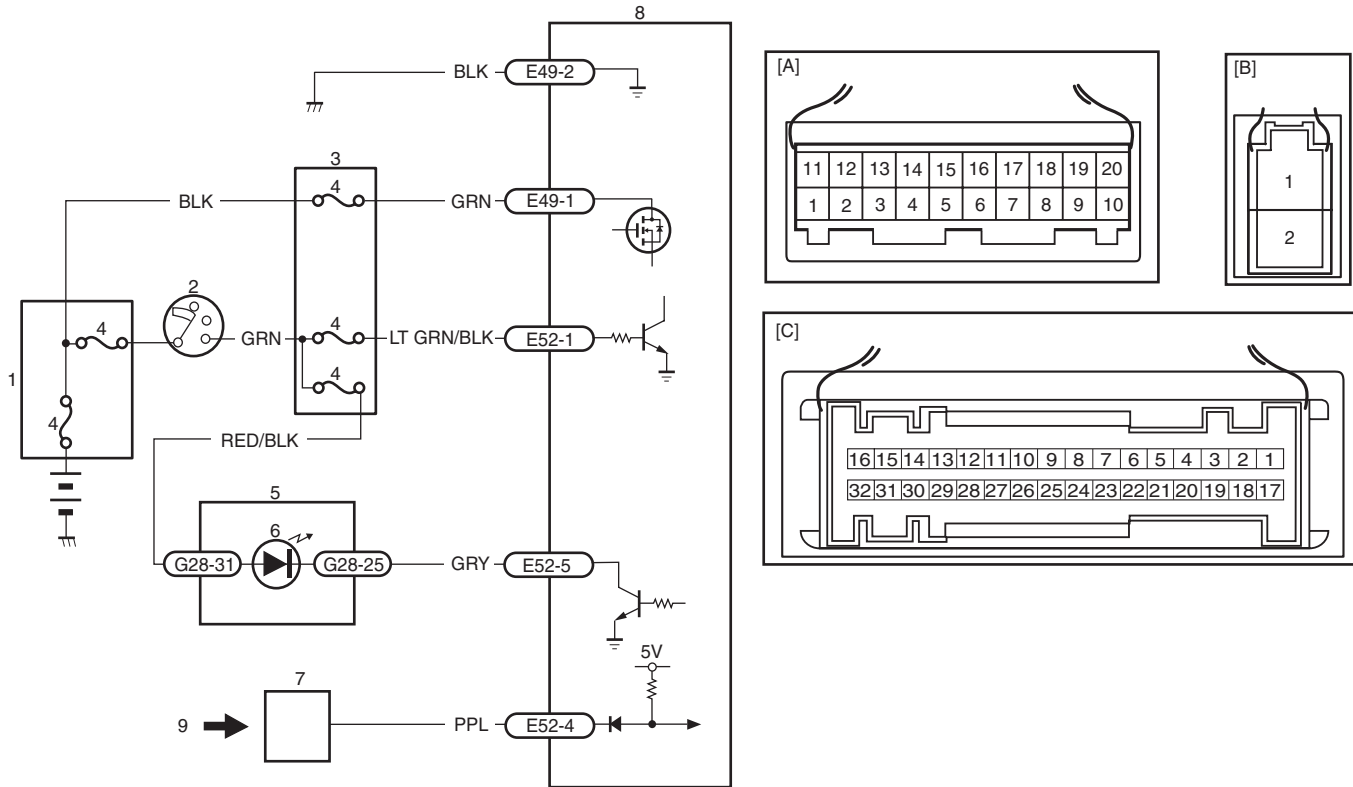 8
BLK E49-2
3
4
BLK GRN E49-1
2
4
GRN 4 LT GRN/BLK E52-1
1
4
4
RED/BLK
5
6
G28-31 G28-25 GRY E52-5
5V
7
9 PPL E52-4
[A]
11 12 13 14 15 16 17 18 19 20
1 2 3 4 5 6 7 8 9 10
[B]
1
2
[C]
16 15 14 13 12 11 10 9 8 7 6 5 4 3 2 1
32 31 30 29 28 27 26 25 24 23 22 21 20 19 18 17